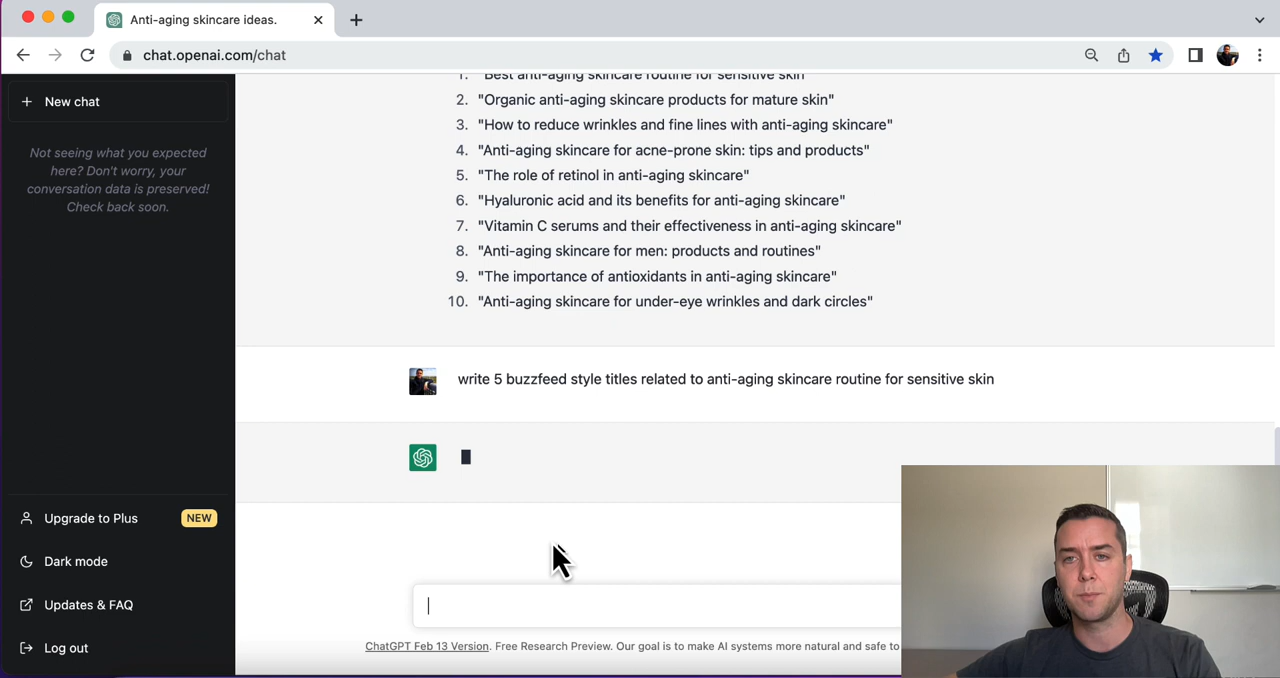 Anti-aging skincare ideas.
chat.openai.com/chat
New chat
Not seeing what you expected
here? Don't worry, your
conversation data is preserved!
Check back soon.
Upgrade to Plus NEW
Dark mode
Updates & FAQ
Log out
1. "Best anti-aging skincare routine for sensitive skin"
2. "Organic anti-aging skincare products for mature skin"
3. "How to reduce wrinkles and fine lines with anti-aging skincare"
4. "Anti-aging skincare for acne-prone skin: tips and products"
5. "The role of retinol in anti-aging skincare"
6. "Hyaluronic acid and its benefits for anti-aging skincare"
7. "Vitamin C serums and their effectiveness in anti-aging skincare"
8. "Anti-aging skincare for men: products and routines"
9. "The importance of antioxidants in anti-aging skincare"
10. "Anti-aging skincare for under-eye wrinkles and dark circles"
write 5 buzzfeed style titles related to anti-aging skincare routine for sensitive skin
ChatGPT Feb 13 Version. Free Research Preview. Our goal is to make AI systems more natural and safe to